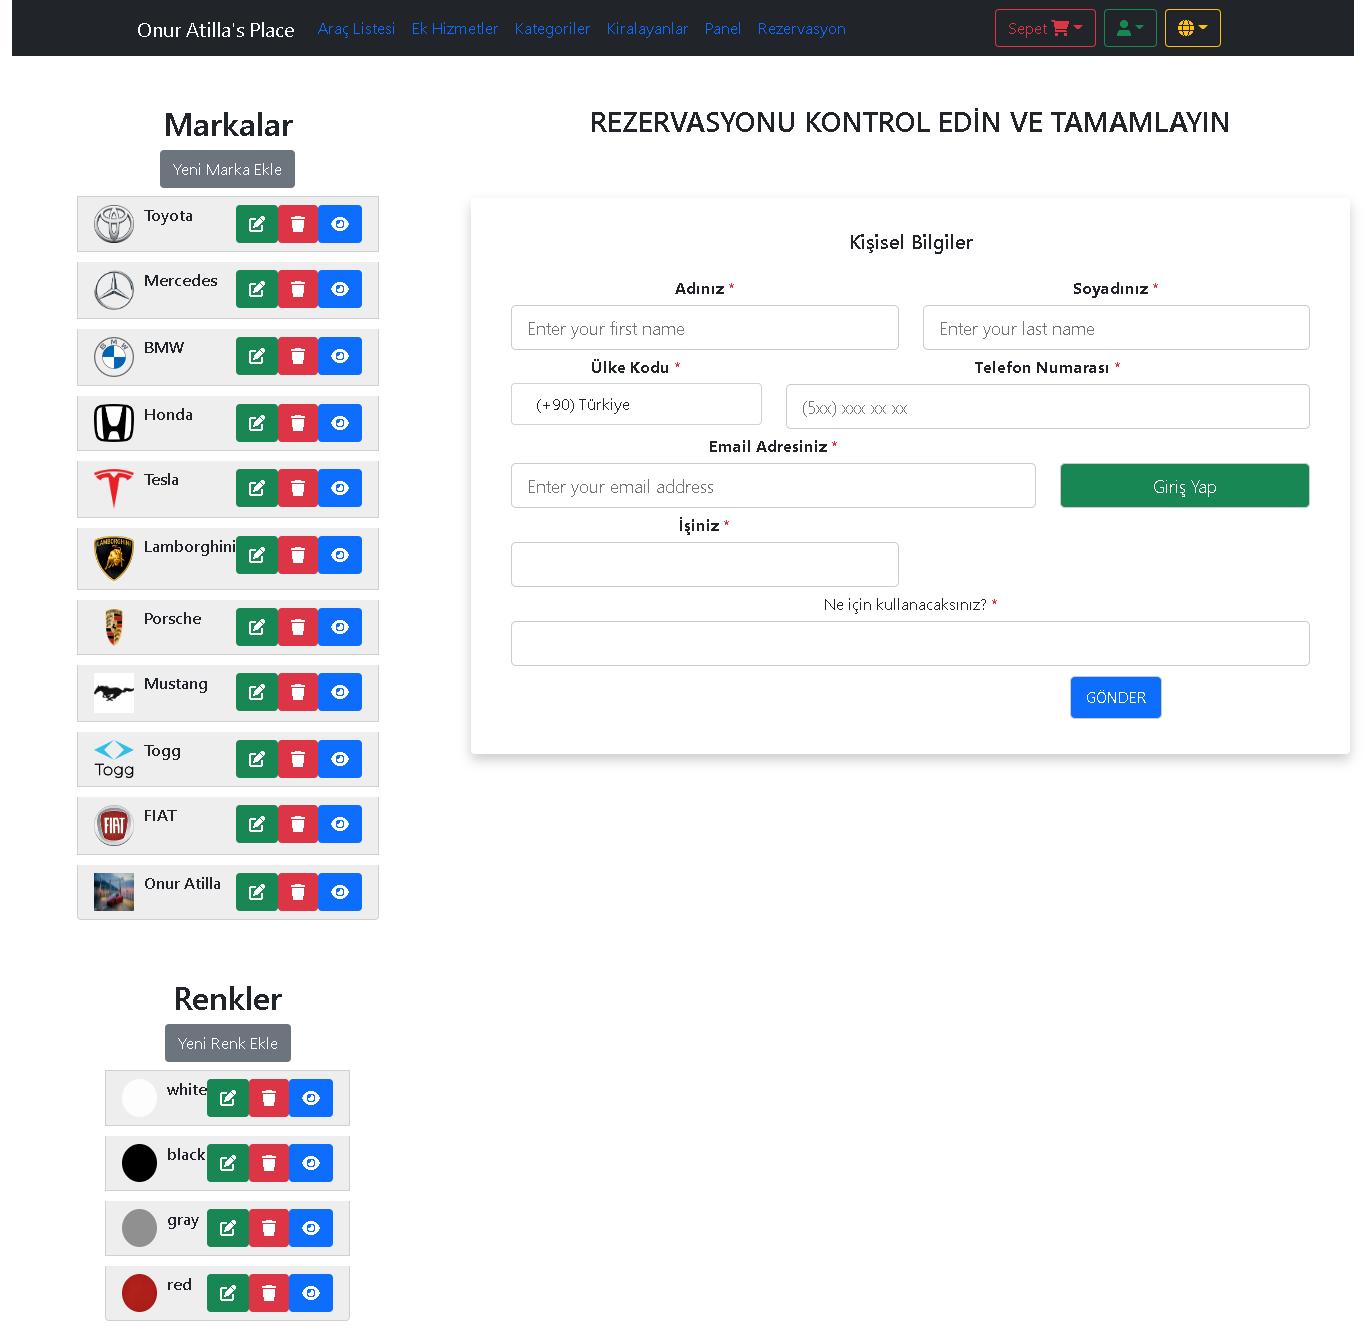 Onur Atilla's Place Araç Listesi Ek Hizmetler Kategoriler Kiralayanlar Panel Rezervasyon Sepet
Markalar
Yeni Marka Ekle
Toyota
Mercedes
BMW
Honda
Tesla
LAMBORGHINI Lamborghini
Porsche
Mustang
Togg Togg
FIAT FIAT
Onur Atilla
Renkler
Yeni Renk Ekle
white
black
gray
red
REZERVASYONU KONTROL EDİN VE TAMAMLAYIN
Kişisel Bilgiler
Adınız * Soyadınız *
Enter your first name Enter your last name
Ülke Kodu * Telefon Numarası *
(+90) Türkiye (5xx) xxx xx xx
Email Adresiniz *
Enter your email address Giriş Yap
İşiniz *
Ne için kullanacaksınız? *
GÖNDER